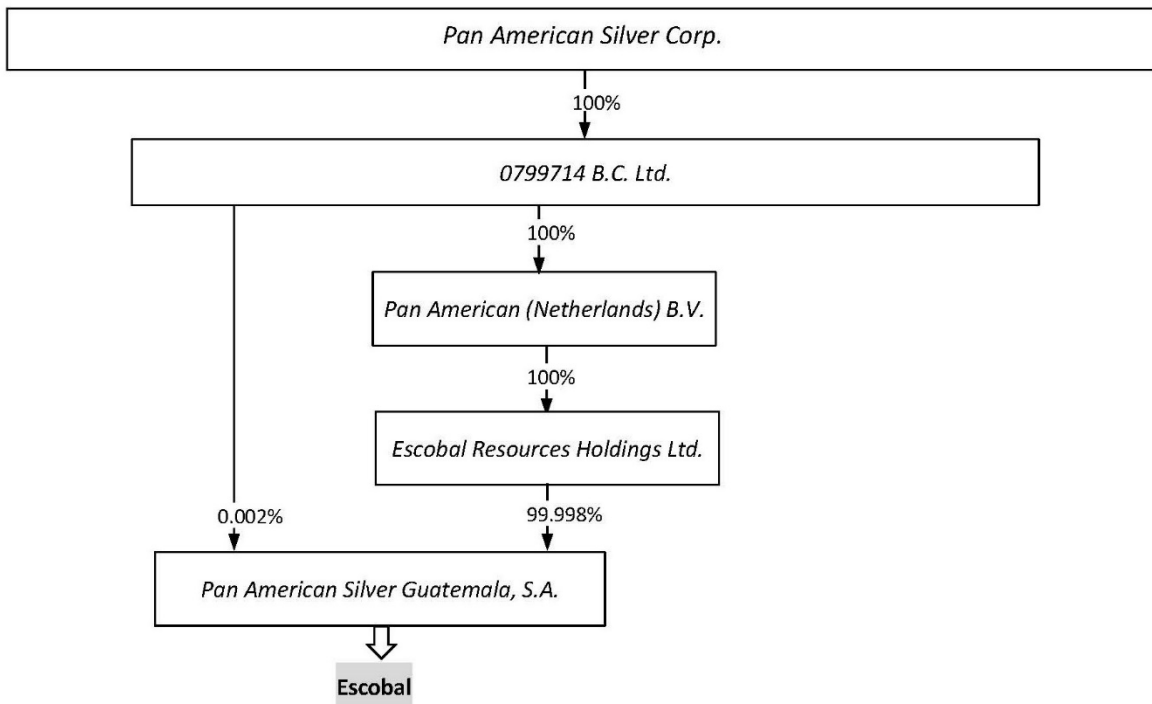 Pan American Silver Corp.
100%
0799714 B.C. Ltd.
100%
Pan American (Netherlands) B.V.
100%
Escobal Resources Holdings Ltd.
0.002%
99.998%
Pan American Silver Guatemala, S.A.
Escobal